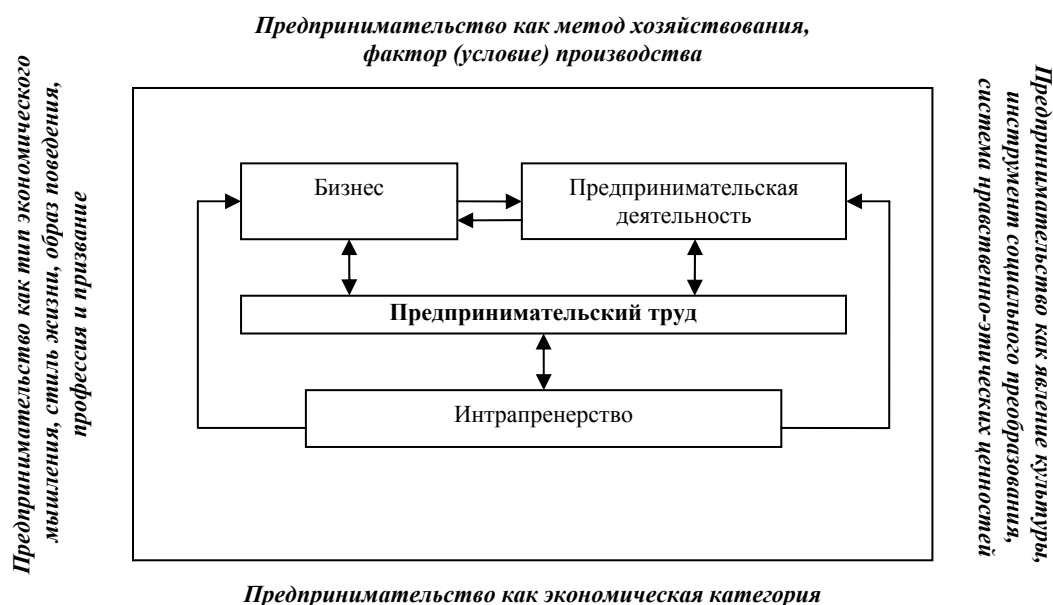 Предпринимательство как метод хозяйствования,
фактор (условие) производства
Предпринимательство как тип экономического
мышления, стиль жизни, образ поведения,
профессия и призвание
Бизнес
Предпринимательская
деятельность
Предпринимательский труд
Интрапренерство
Предпринимательство как явление культуры,
инструмент социального преобразования,
система нравственно-этических ценностей
Предпринимательство как экономическая категория